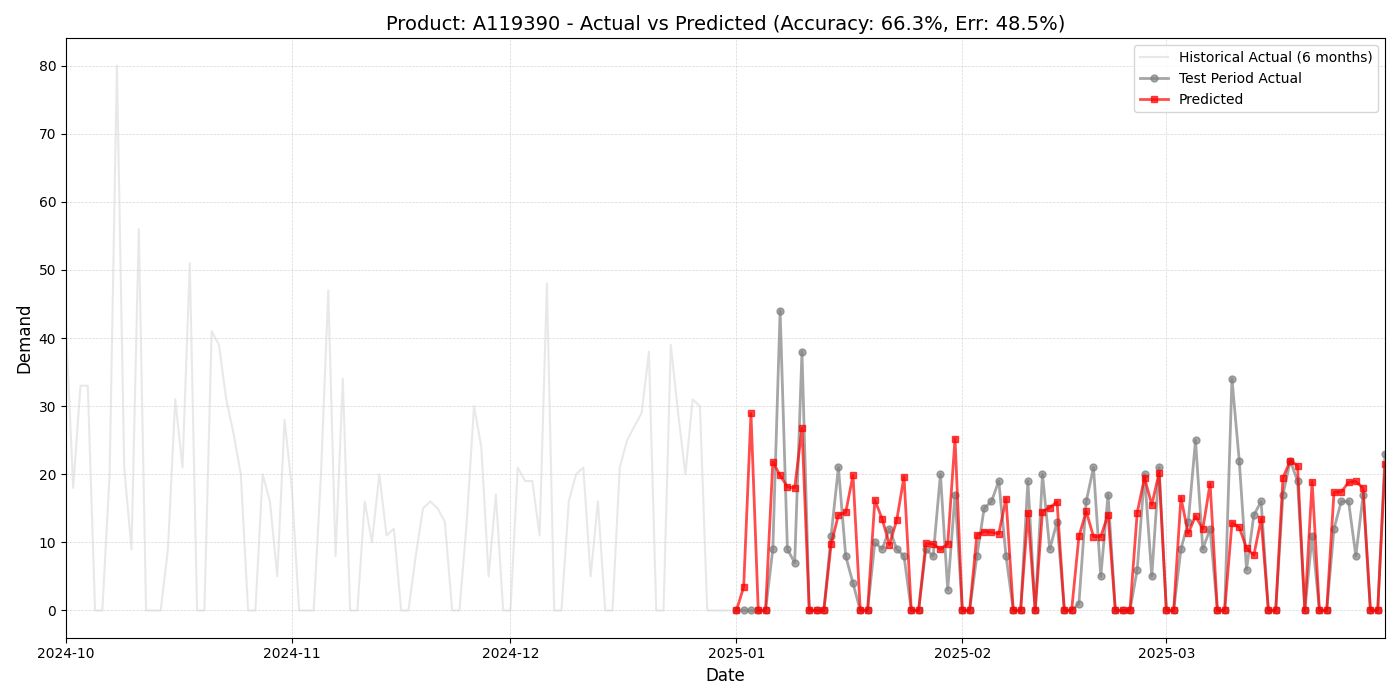 Product: A119390 - Actual vs Predicted (Accuracy: 66.3%, Err: 48.5%)
Historical Actual (6 months)
Test Period Actual
Predicted
Demand
80
70
60
50
40
30
20
10
0
2024-10
2024-11
2024-12
2025-01
2025-02
2025-03
Date